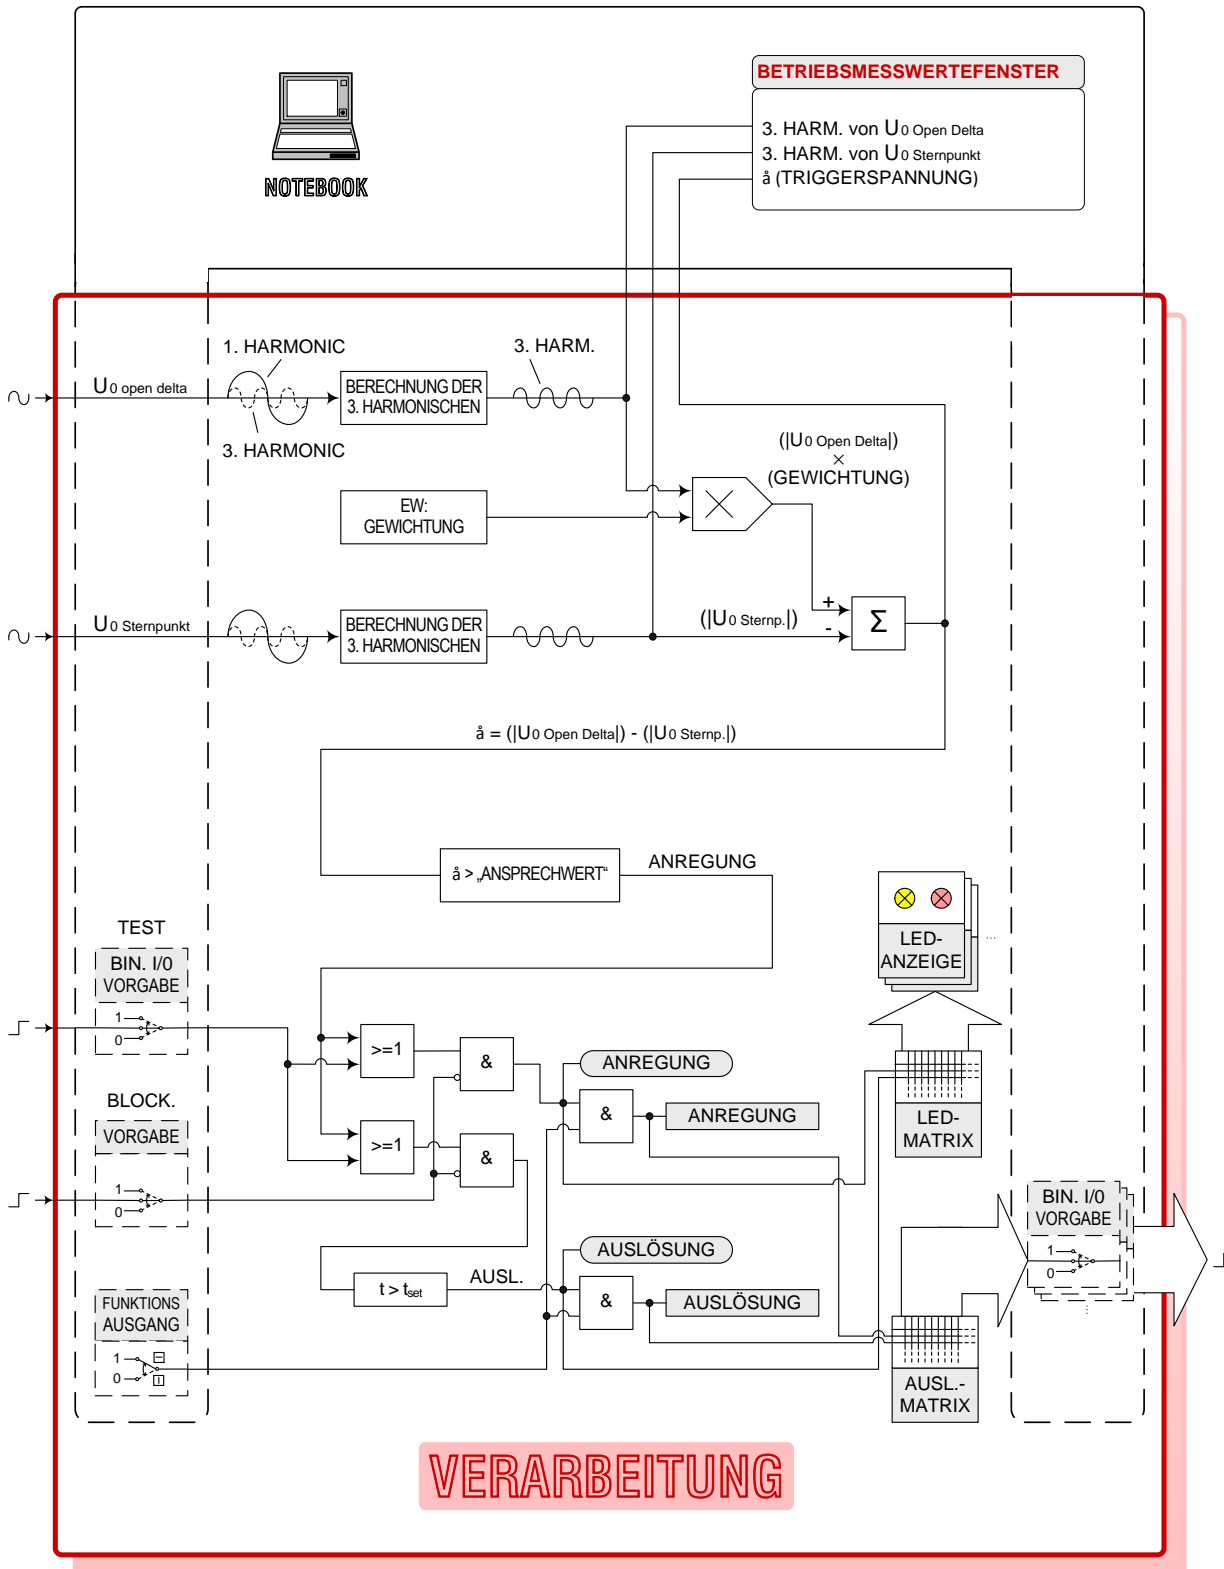 BETRIEBSMESSWERTEFENSTER
3. HARM. von U0 Open Delta
3. HARM. von U0 Sternpunkt
å (TRIGGERSPANNUNG)
NOTEBOOK
1. HARMONIC
3. HARM.
U0 open delta
BERECHNUNG DER
3. HARMONISCHEN
3. HARMONIC
(|U0 Open Delta|)
×
(GEWICHTUNG)
EW:
GEWICHTUNG
U0 Sternpunkt
BERECHNUNG DER
3. HARMONISCHEN
(|U0 Sternp.|)
+
-
Σ
å = (|U0 Open Delta|) - (|U0 Sternp.|)
å > „ANSPRECHWERT“
ANREGUNG
LED-
ANZEIGE
...
TEST
BIN. I/0
VORGABE
1
0
>=1
&
ANREGUNG
BLOCK.
VORGABE
1
0
>=1
&
&
ANREGUNG
LED-
MATRIX
BIN. I/0
VORGABE
1
0
...
AUSLÖSUNG
t > tset
AUSL.
&
AUSLÖSUNG
FUNKTIONS
AUSGANG
1
0
AUSL.-
MATRIX
VERARBEITUNG